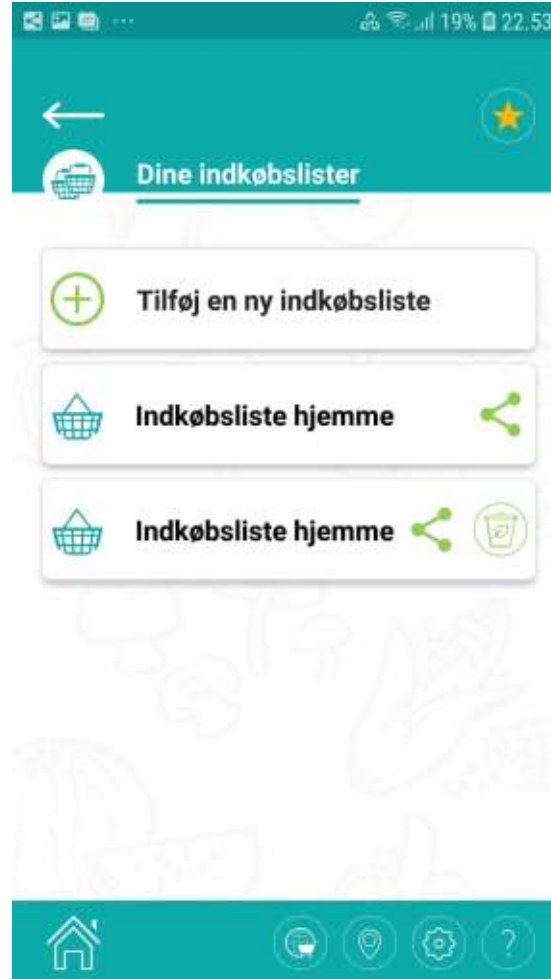 19% 22.53
Dine indkøbslister
Tilføj en ny indkøbsliste
Indkøbsliste hjemme
Indkøbsliste hjemme
?